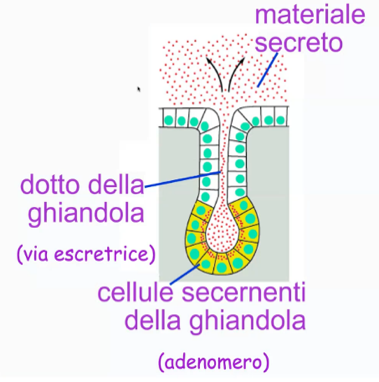 materiale
secreto
dotto della
ghiandola
(via escretrice)
cellule secernenti
della ghiandola
(adenomero)